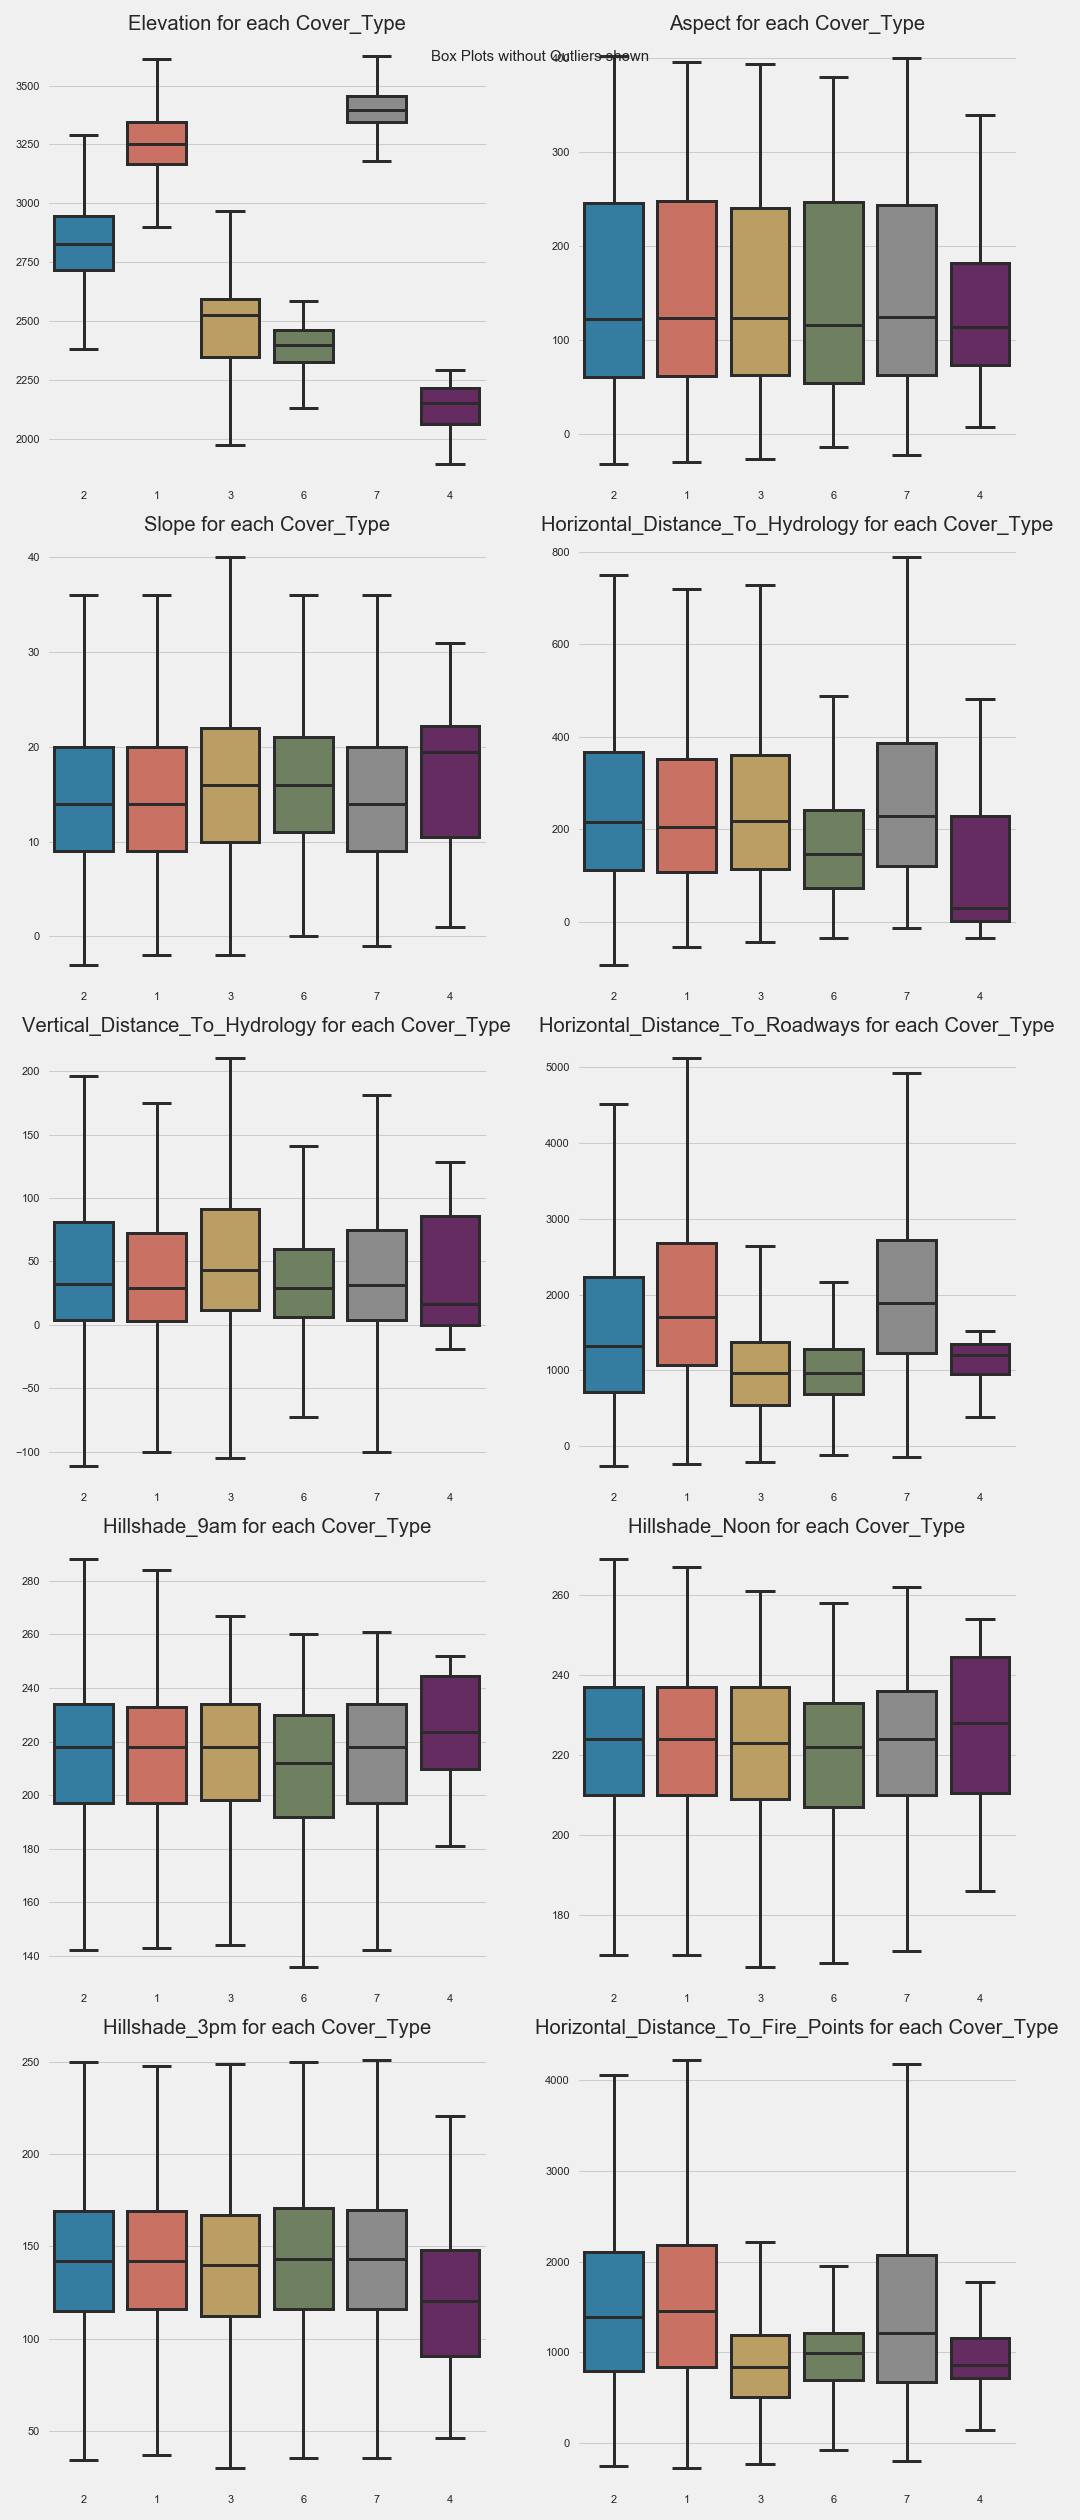 Elevation for each Cover_Type
Aspect for each Cover_Type
Box Plots without Outliers shown
3500
3250
3000
2750
2500
2250
2000
2 1 3 6 7 4
400
300
200
100
0
2 1 3 6 7 4
Slope for each Cover_Type
40
30
20
10
0
2 1 3 6 7 4
Horizontal_Distance_To_Hydrology for each Cover_Type
800
600
400
200
0
2 1 3 6 7 4
Vertical_Distance_To_Hydrology for each Cover_Type
200
150
100
50
0
−50
−100
2 1 3 6 7 4
Horizontal_Distance_To_Roadways for each Cover_Type
5000
4000
3000
2000
1000
0
2 1 3 6 7 4
Hillshade_9am for each Cover_Type
280
260
240
220
200
180
160
140
2 1 3 6 7 4
Hillshade_Noon for each Cover_Type
260
240
220
200
180
2 1 3 6 7 4
Hillshade_3pm for each Cover_Type
250
200
150
100
50
2 1 3 6 7 4
Horizontal_Distance_To_Fire_Points for each Cover_Type
4000
3000
2000
1000
0
2 1 3 6 7 4